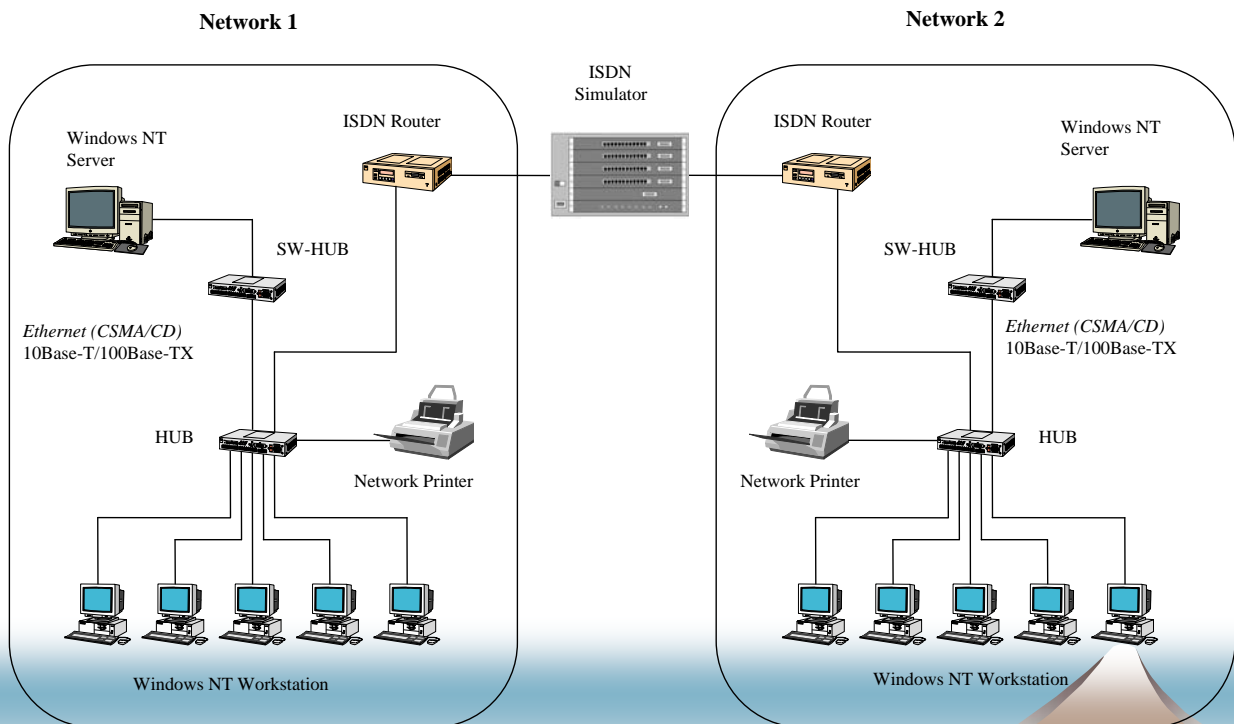 Network 1
Network 2
ISDN
Simulator
ISDN Router
ISDN Router
Windows NT
Server
Windows NT
Server
SW-HUB
SW-HUB
Ethernet (CSMA/CD)
10Base-T/100Base-TX
Ethernet (CSMA/CD)
10Base-T/100Base-TX
HUB
HUB
Network Printer
Network Printer
Windows NT Workstation
Windows NT Workstation